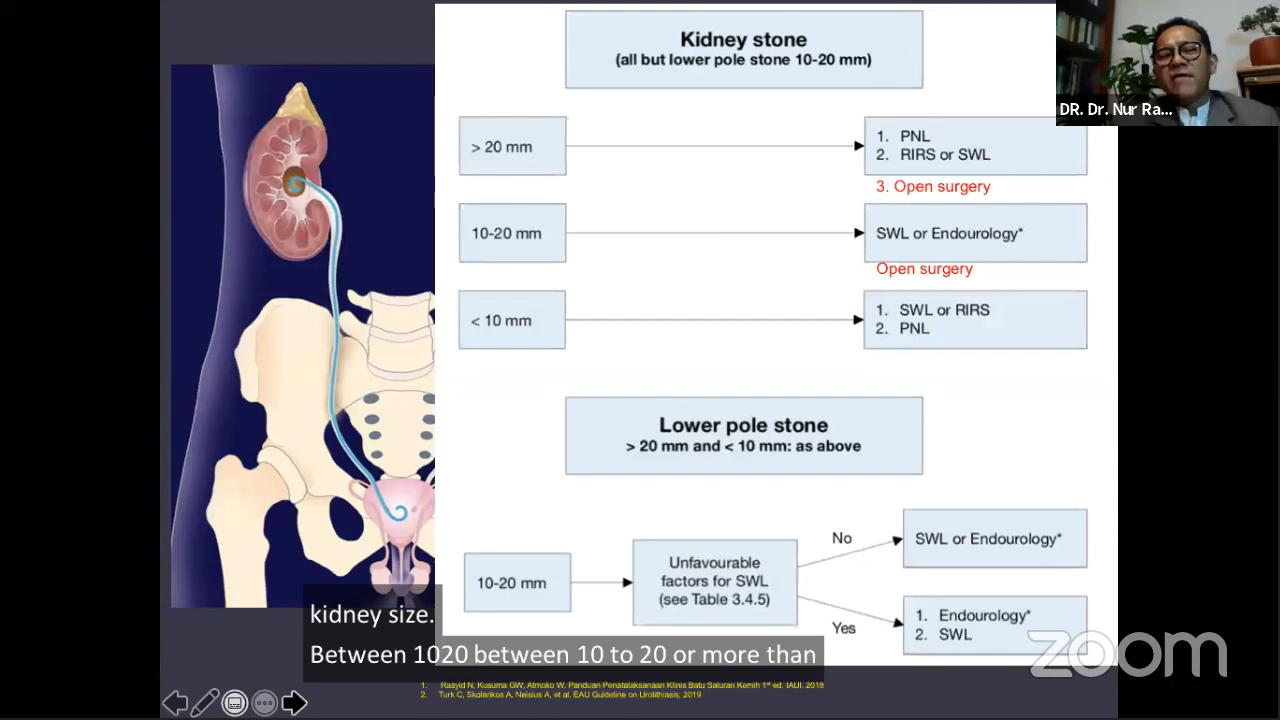 Kidney stone
(all but lower pole stone 10-20 mm)
DR. Dr. Nur Ra...
> 20 mm
1. PNL
2. RIRS or SWL
3. Open surgery
10-20 mm
SWL or Endourology*
Open surgery
< 10 mm
1. SWL or RIRS
2. PNL
Lower pole stone
> 20 mm and < 10 mm: as above
10-20 mm
Unfavourable
factors for SWL
(see Table 3.4.5)
No
SWL or Endourology*
Yes
1. Endourology*
2. SWL
kidney size.
Between 1020 between 10 to 20 or more than
zoom
1. Rasyid N, Kusuma GW, Atmoko W. Panduan Penatalaksanaan Klinis Batu Saluran Kemih 1st ed. IAUI. 2018
2. Turk C, Skolarikos A, Neisius A, et al. EAU Guideline on Urolithiasis, 2019